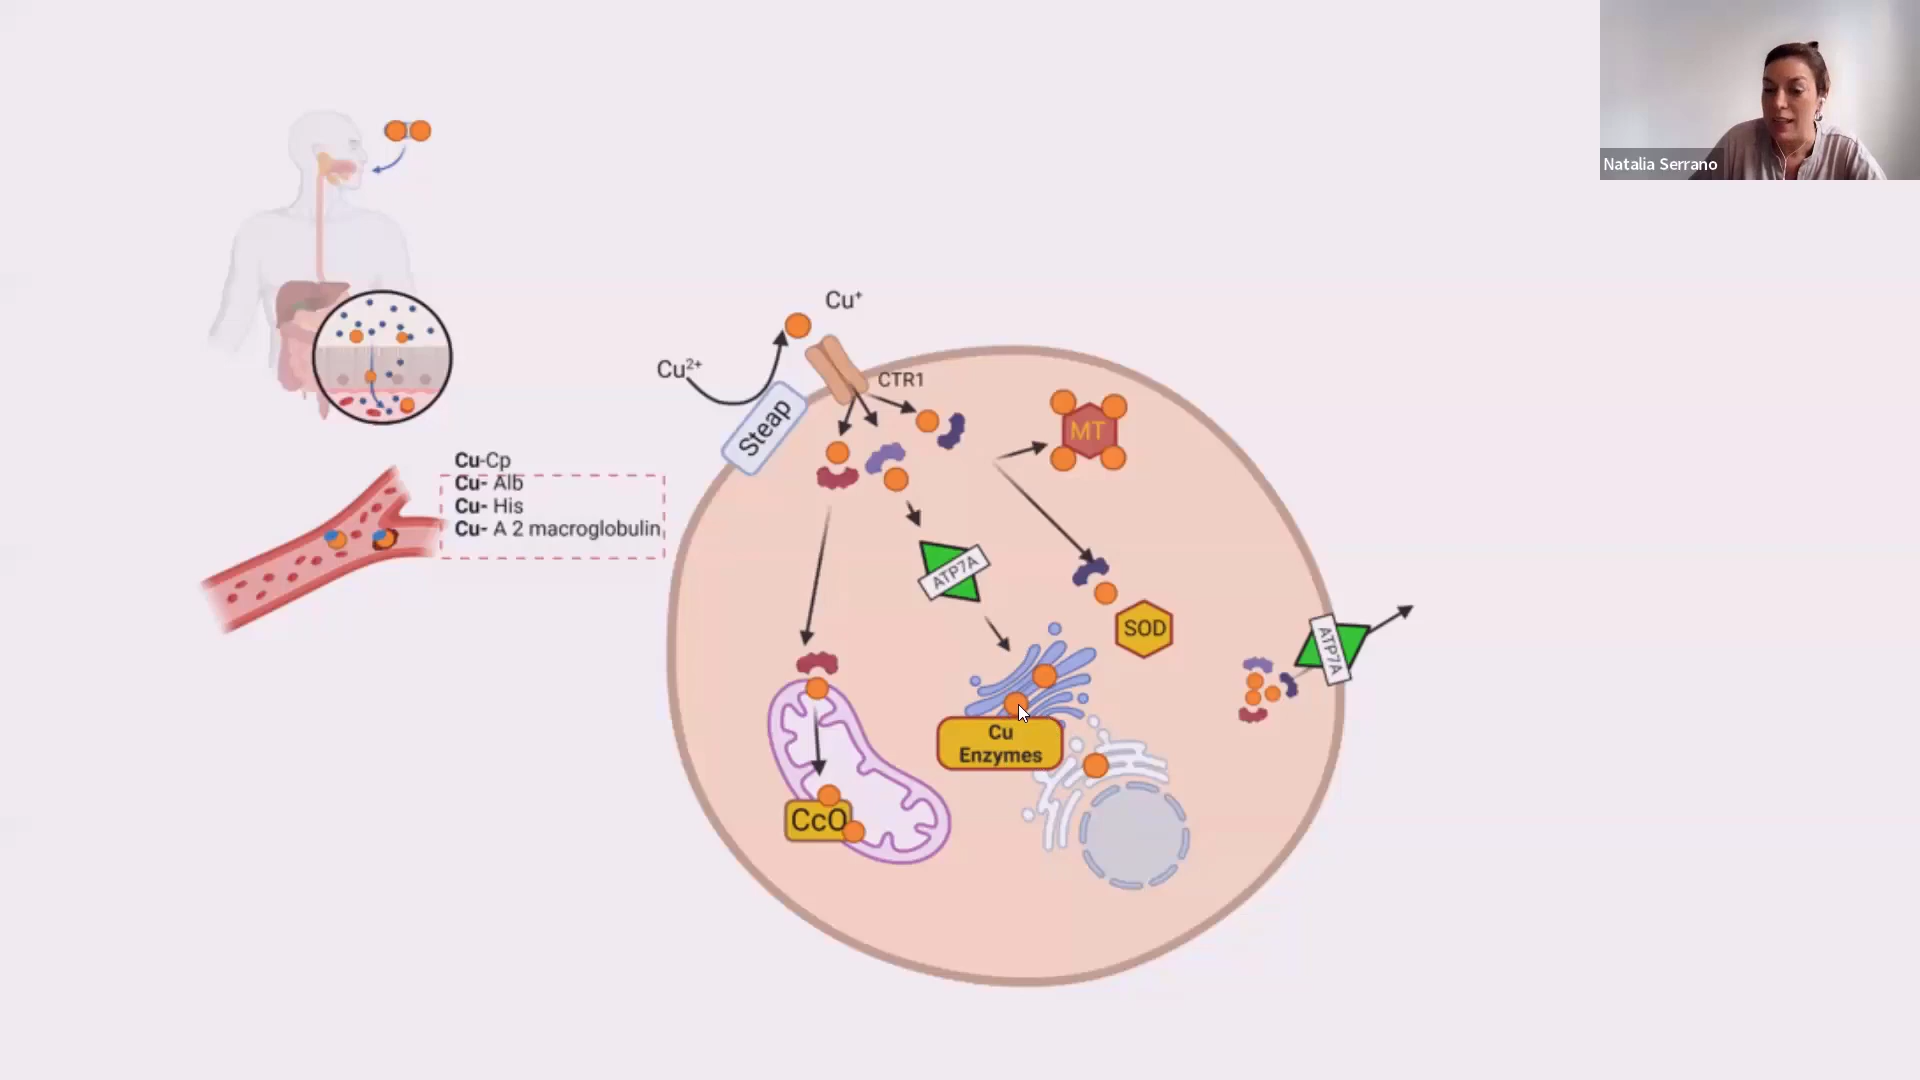 Natalia Serrano
Cu⁺
Cu²⁺
CTR1
Steap
MT
Cu-Cp
Cu- Alb
Cu- His
Cu- A 2 macroglobulin
ATP7A
SOD
ATP7A
Cu
Enzymes
CcO